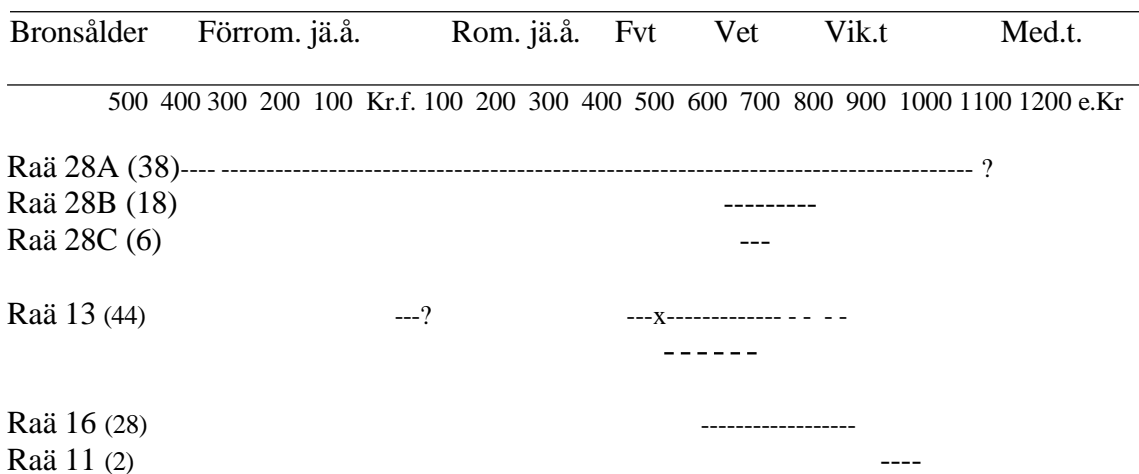 Bronsålder Förrom. jä.å. Rom. jä.å. Fvt Vet Vik.t Med.t.
500 400 300 200 100 Kr.f. 100 200 300 400 500 600 700 800 900 1000 1100 1200 e.Kr
Raä 28A (38)---- ----------------------------------------------------------------------------------- ?
Raä 28B (18) ---------
Raä 28C (6) ---
Raä 13 (44) ---? ---x------------- - - - -
- - - - - -
Raä 16 (28) ------------------
Raä 11 (2) ----